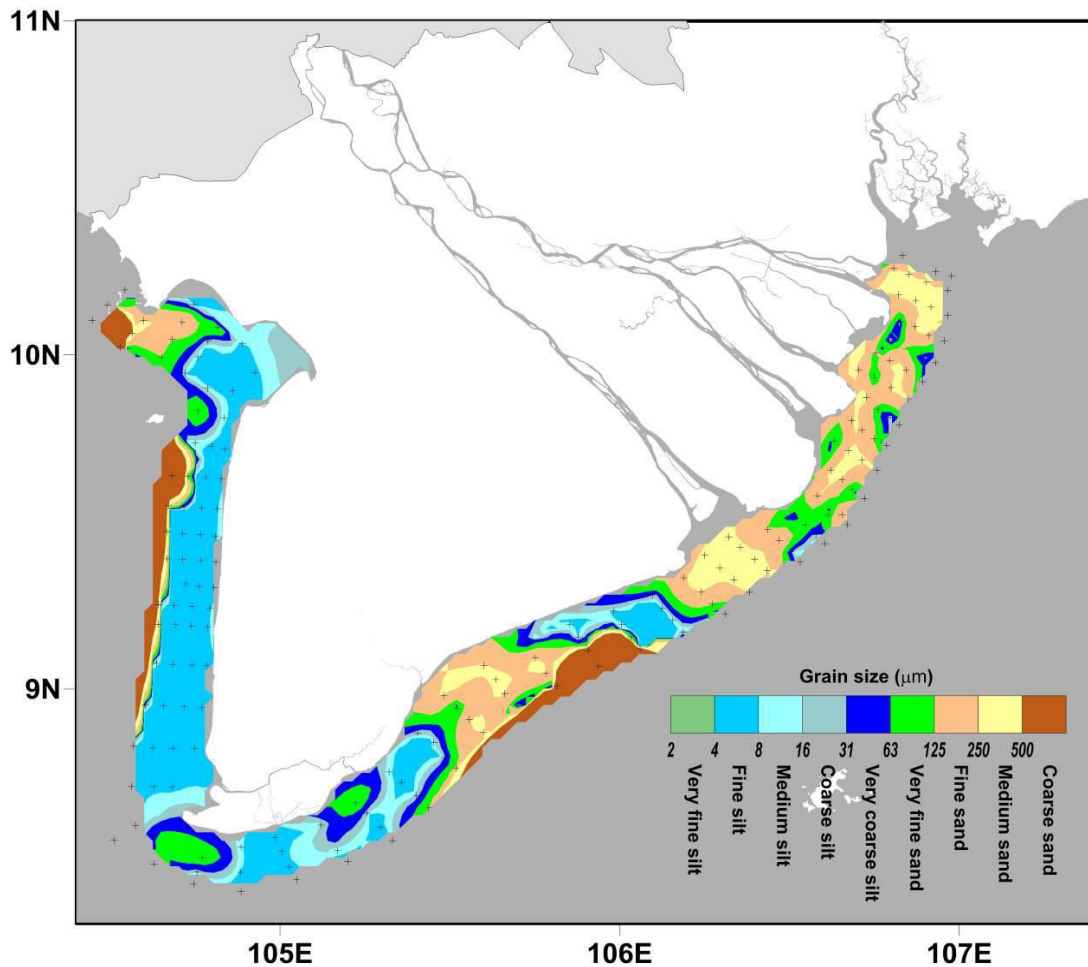 11N
10N
9N
Grain size (μm)
2 4 8 16 31 63 125 250 500
Very fine silt
Fine silt
Medium silt
Coarse silt
Very coarse silt
Very fine sand
Fine sand
Medium sand
Coarse sand
105E 106E 107E